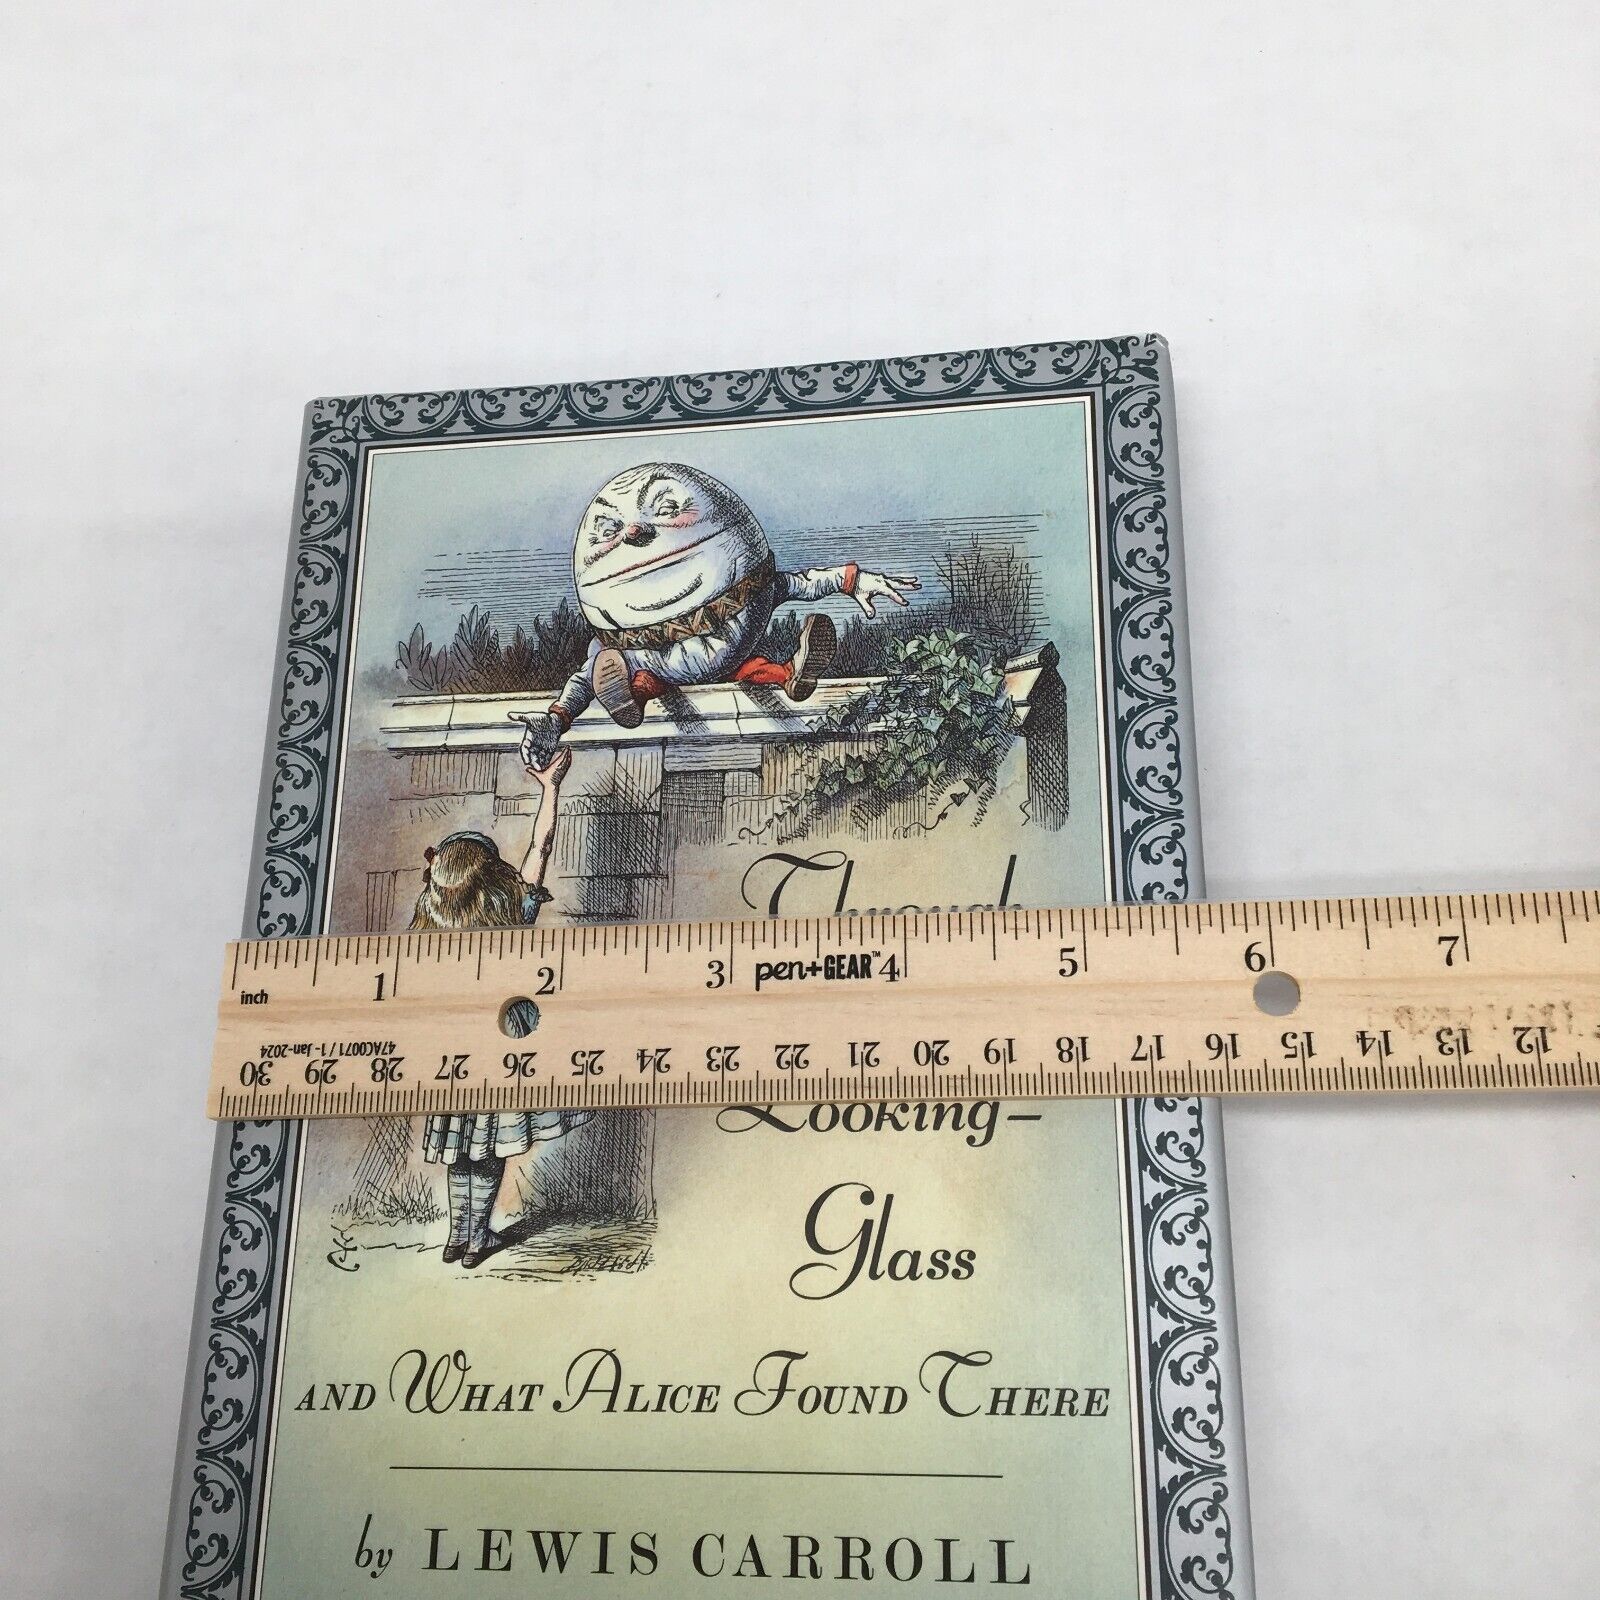 Through
inch 1 2 3 pen+GEAR™ 4 5 6 7
47AC0071 / 1 - Jan-2024
30 29 28 27 26 25 24 23 22 21 20 19 18 17 16 15 14 13 12
Looking-
Glass
AND WHAT ALICE FOUND THERE
by LEWIS CARROLL